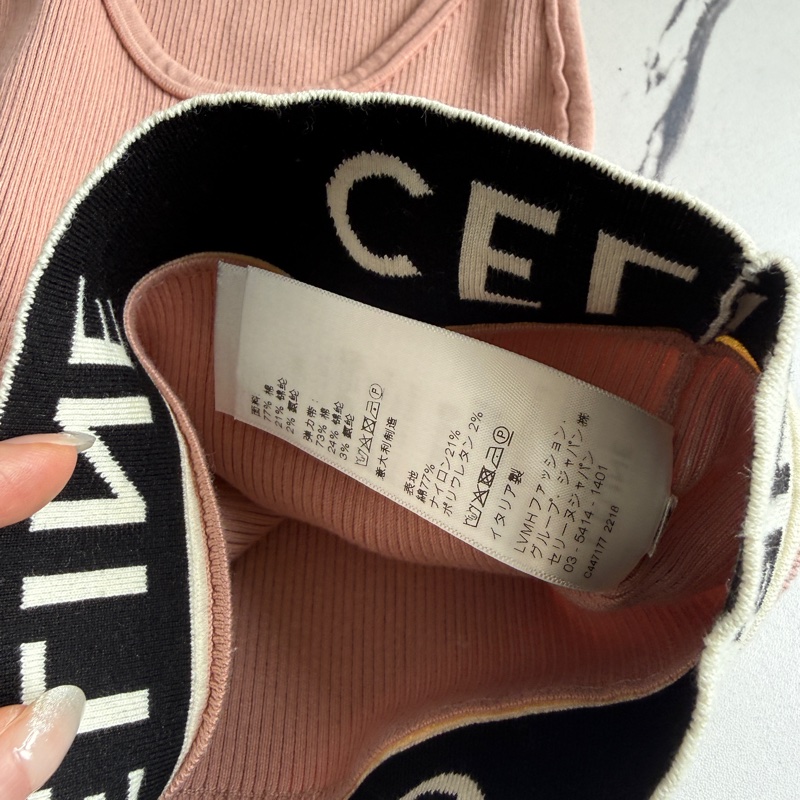 CEL
面料
77% 棉
21% 锦纶
2% 氨纶
弹力带：
73% 棉
24% 锦纶
3% 氨纶
意大利制造
表地
綿77%
ナイロン21%
ポリウレタン 2%
イタリア製
LVMHファッション・
グループ・ジャパン ㈱
セリーヌジャパン
03 - 5414 - 1401
C447177 2218